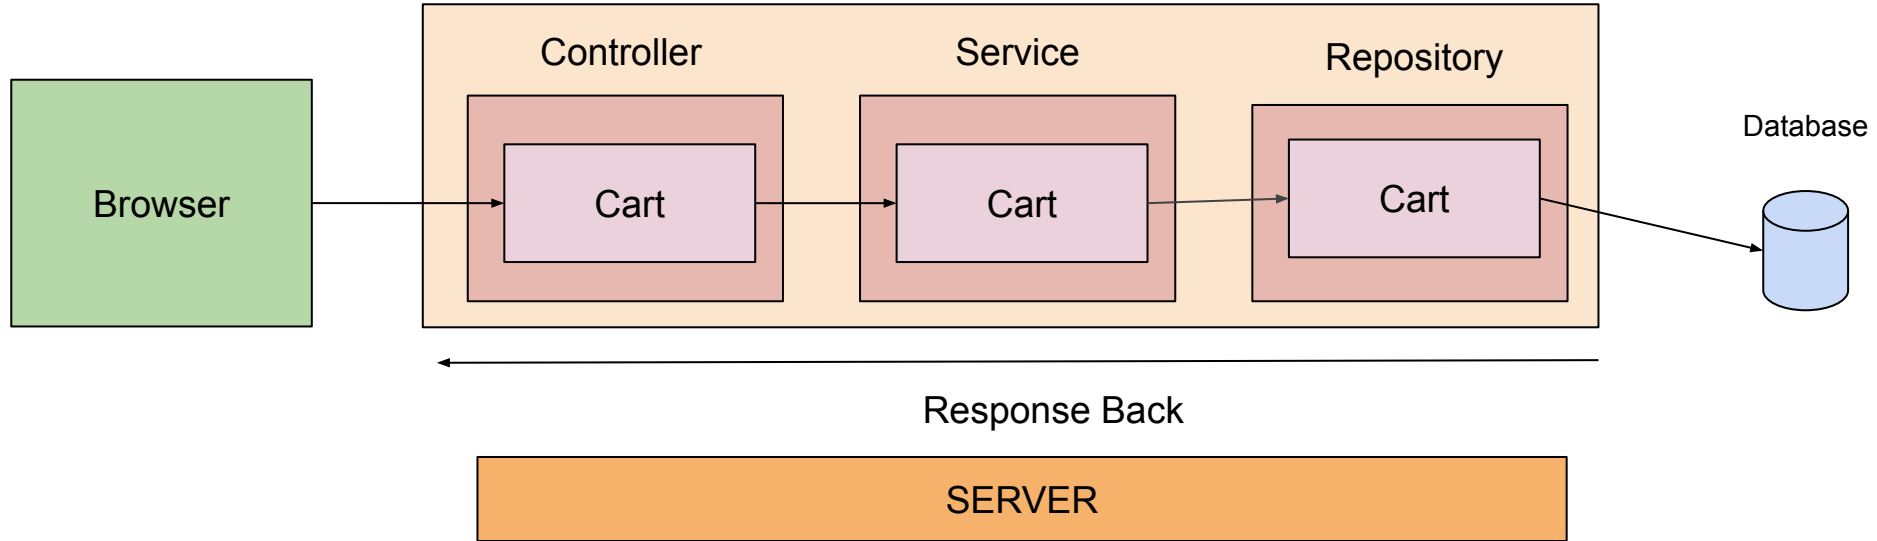 Controller
Service
Repository
Database
Browser
Cart
Cart
Cart
Response Back
SERVER